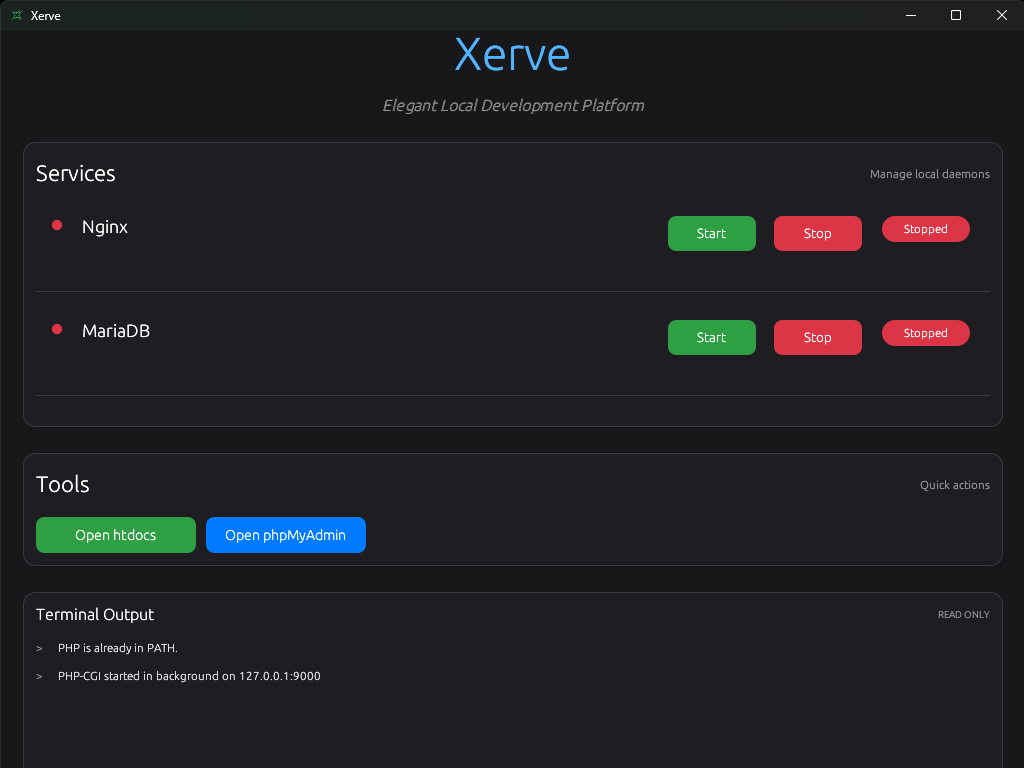 Xerve
Xerve
Elegant Local Development Platform
Services
Manage local daemons
Nginx
Start
Stop
Stopped
MariaDB
Start
Stop
Stopped
Tools
Quick actions
Open htdocs
Open phpMyAdmin
Terminal Output
READ ONLY
> PHP is already in PATH.
> PHP-CGI started in background on 127.0.0.1:9000